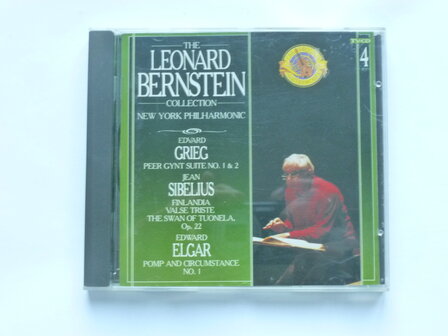 THE
LEONARD
BERNSTEIN
COLLECTION
NEW YORK PHILHARMONIC
EDVARD
GRIEG
PEER GYNT SUITE NO. 1 & 2
JEAN
SIBELIUS
FINLANDIA
VALSE TRISTE
THE SWAN OF TUONELA,
Op. 22
EDWARD
ELGAR
POMP AND CIRCUMSTANCE
NO. 1
4